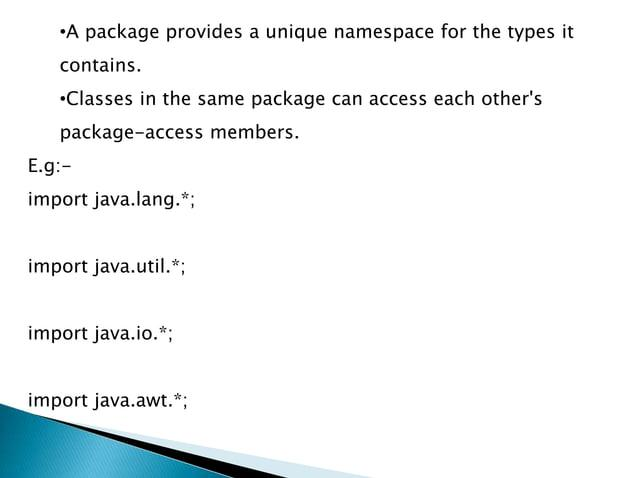 •A package provides a unique namespace for the types it
contains.
•Classes in the same package can access each other's
package-access members.
E.g:-
import java.lang.*;
import java.util.*;
import java.io.*;
import java.awt.*;